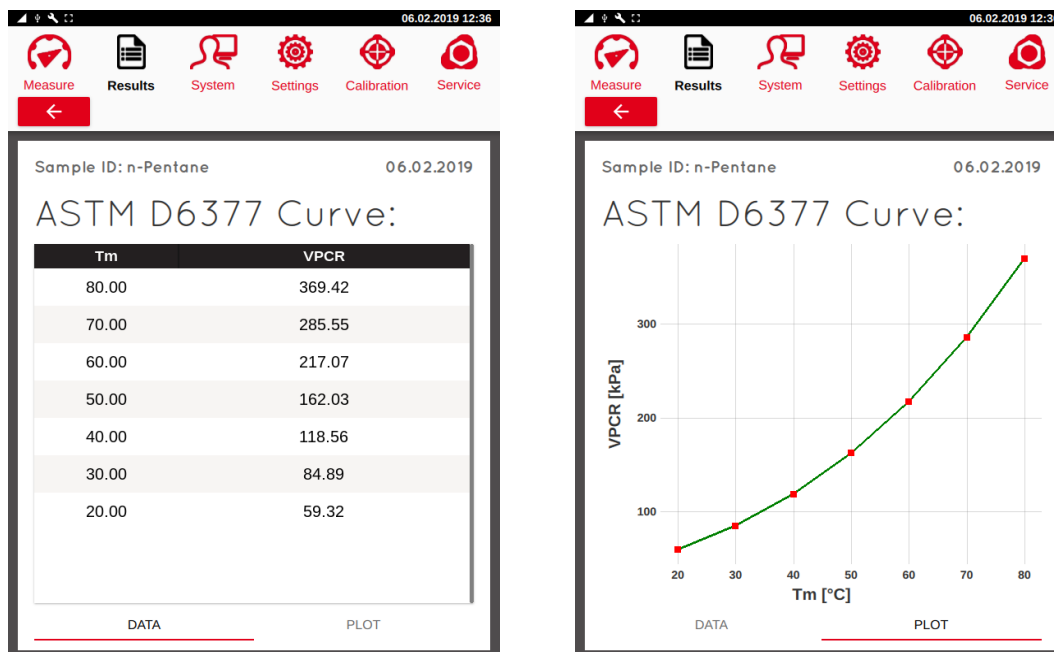 06.02.2019 12:36
Measure Results System Settings Calibration Service
Sample ID: n-Pentane 06.02.2019
ASTM D6377 Curve:
Tm VPCR
80.00 369.42
70.00 285.55
60.00 217.07
50.00 162.03
40.00 118.56
30.00 84.89
20.00 59.32
DATA PLOT
06.02.2019 12:3
Measure Results System Settings Calibration Service
Sample ID: n-Pentane 06.02.2019
ASTM D6377 Curve:
VPCR [kPa]
300
200
100
20 30 40 50 60 70 80
Tm [°C]
DATA PLOT